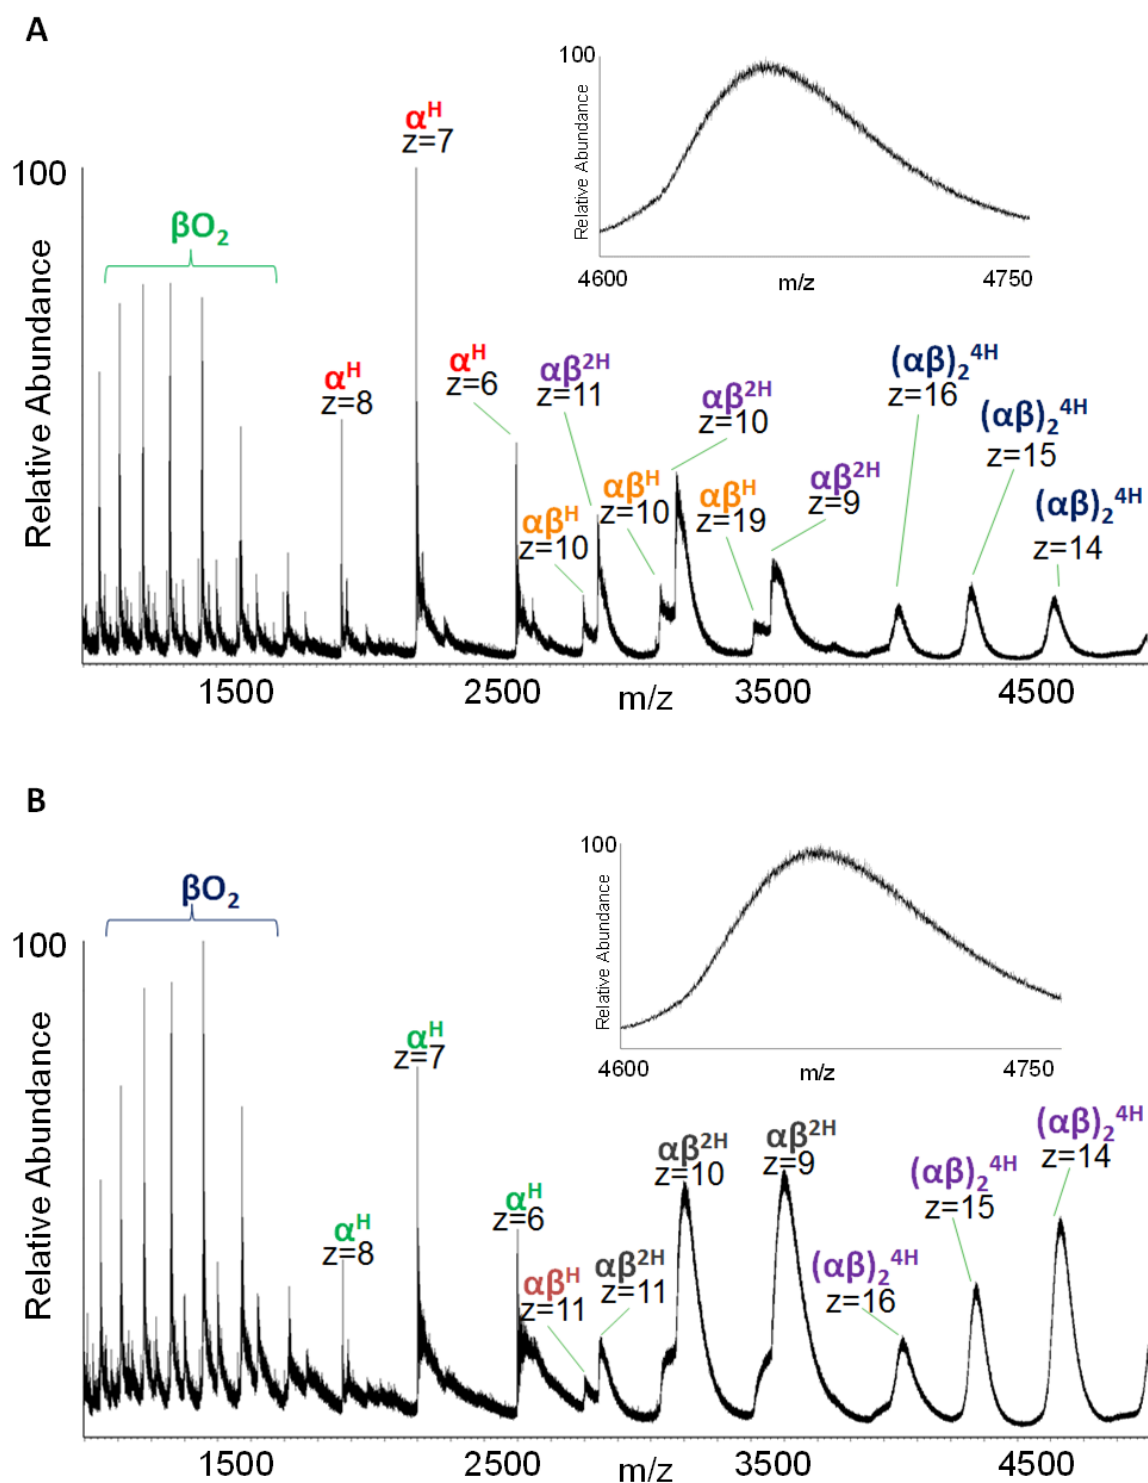 A
100
Relative Abundance
4600
m/z
4750
αᴴ
z=7
100
βO₂
Relative Abundance
αᴴ
z=8
αᴴ
z=6
αβ²ᴴ
z=11
αβᴴ
z=10
αβᴴ
z=10
αβ²ᴴ
z=10
αβᴴ
z=19
αβ²ᴴ
z=9
(αβ)₂⁴ᴴ
z=16
(αβ)₂⁴ᴴ
z=15
(αβ)₂⁴ᴴ
z=14
1500
2500
m/z
3500
4500
B
100
Relative Abundance
4600
m/z
4750
βO₂
100
Relative Abundance
αᴴ
z=7
αᴴ
z=8
αᴴ
z=6
αβᴴ
z=11
αβ²ᴴ
z=11
αβ²ᴴ
z=10
αβ²ᴴ
z=9
(αβ)₂⁴ᴴ
z=16
(αβ)₂⁴ᴴ
z=15
(αβ)₂⁴ᴴ
z=14
1500
2500
m/z
3500
4500